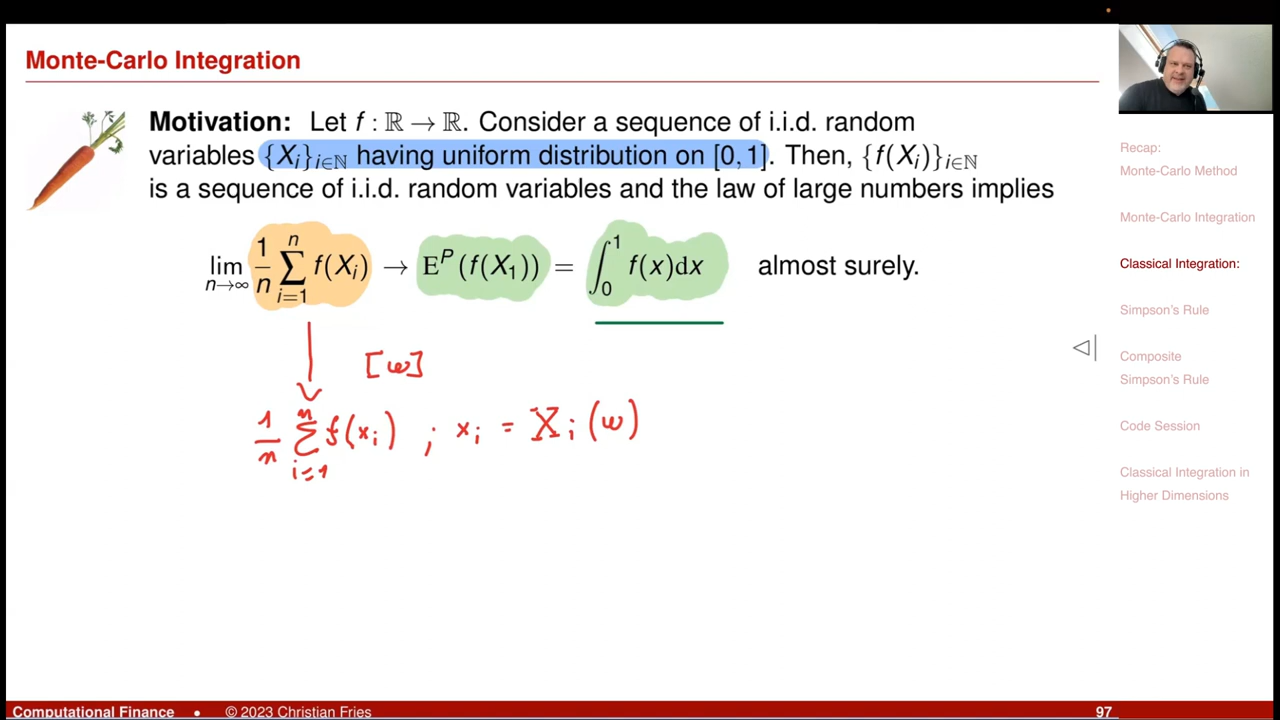 Monte-Carlo Integration
Motivation: Let f : ℝ → ℝ. Consider a sequence of i.i.d. random
variables {X_i}_{i∈ℕ} having uniform distribution on [0, 1]. Then, {f(X_i)}_{i∈ℕ}
is a sequence of i.i.d. random variables and the law of large numbers implies
lim_{n→∞} 1/n ∑_{i=1}^{n} f(X_i) → E^P(f(X_1)) = ∫_0^1 f(x)dx almost surely.
[ω]
1/n ∑_{i=1}^{n} f(x_i) ; x_i = X_i(ω)
Recap:
Monte-Carlo Method
Monte-Carlo Integration
Classical Integration:
Simpson's Rule
Composite
Simpson's Rule
Code Session
Classical Integration in
Higher Dimensions
Computational Finance • © 2023 Christian Fries 97